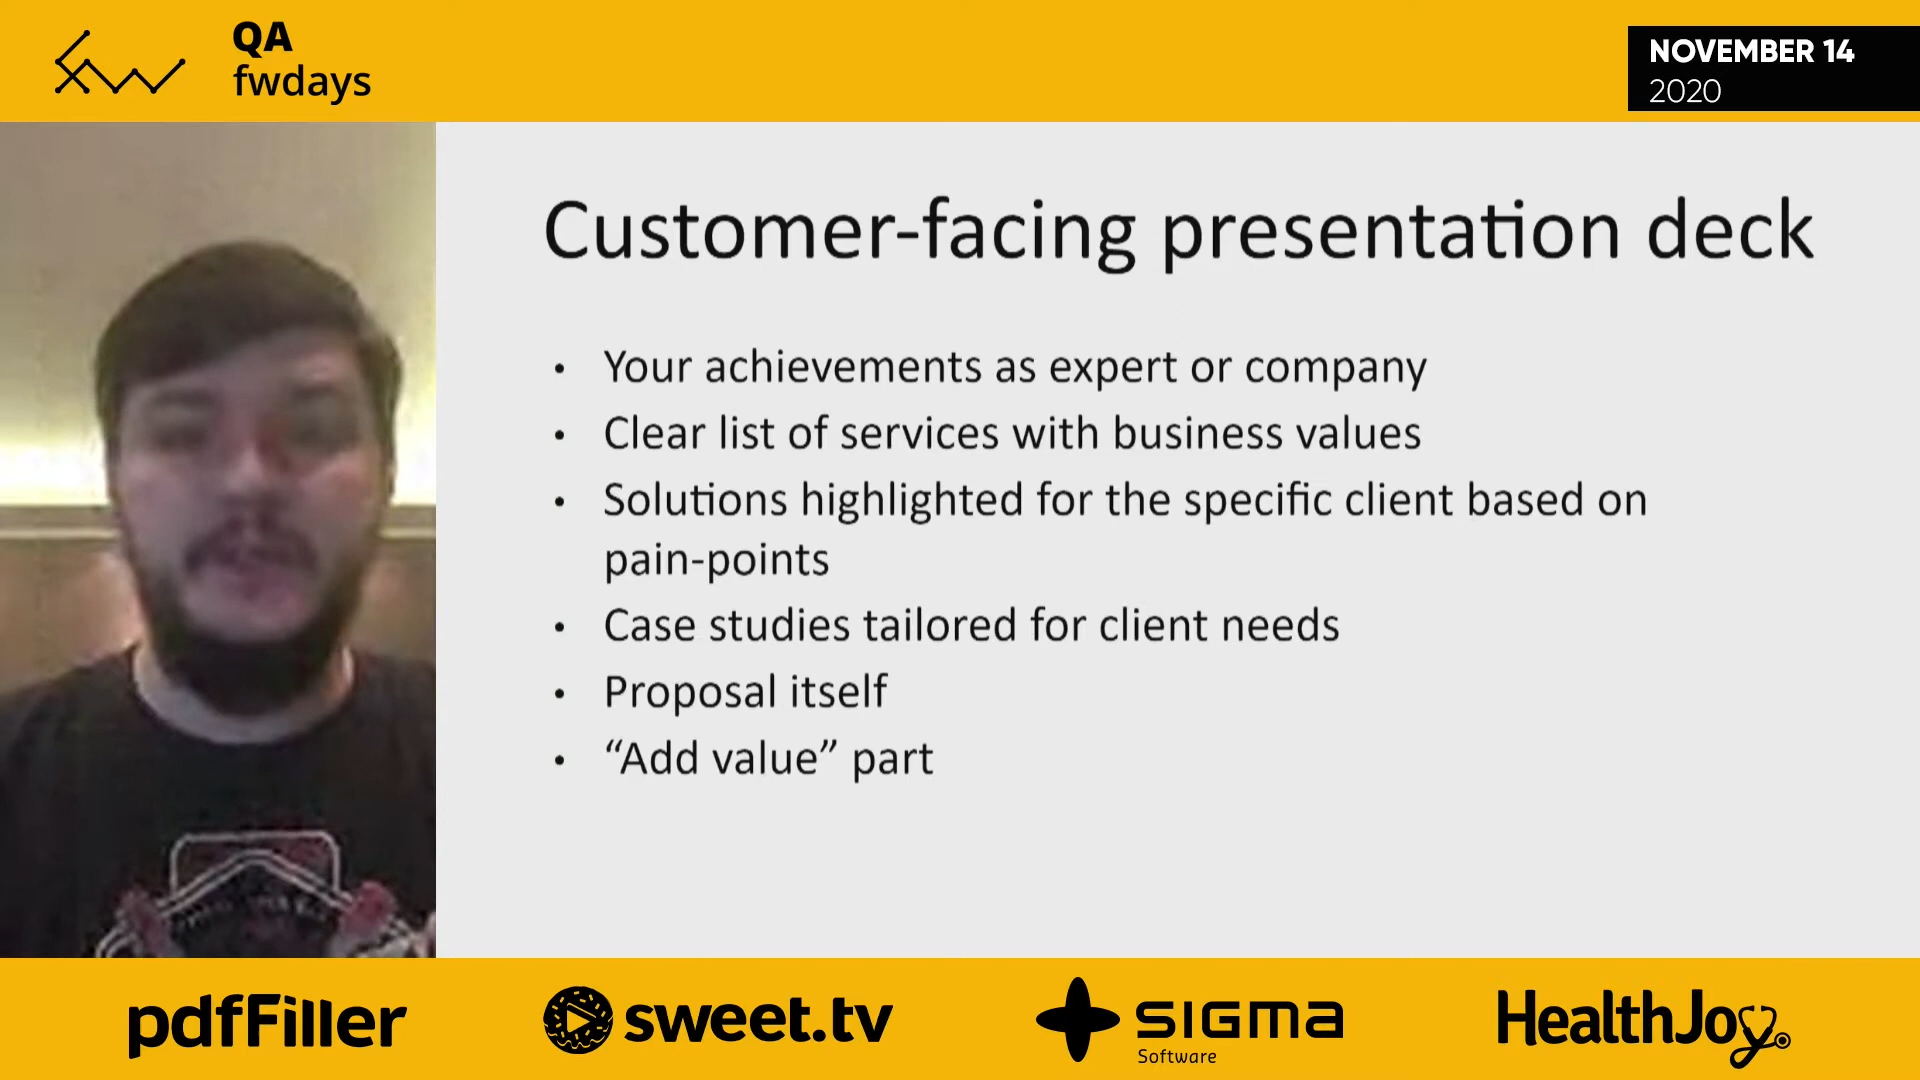 QA
fwdays
NOVEMBER 14
2020
Customer-facing presentation deck
• Your achievements as expert or company
• Clear list of services with business values
• Solutions highlighted for the specific client based on
pain-points
• Case studies tailored for client needs
• Proposal itself
• “Add value” part
pdfFiller
sweet.tv
SIGMA
Software
HealthJoy